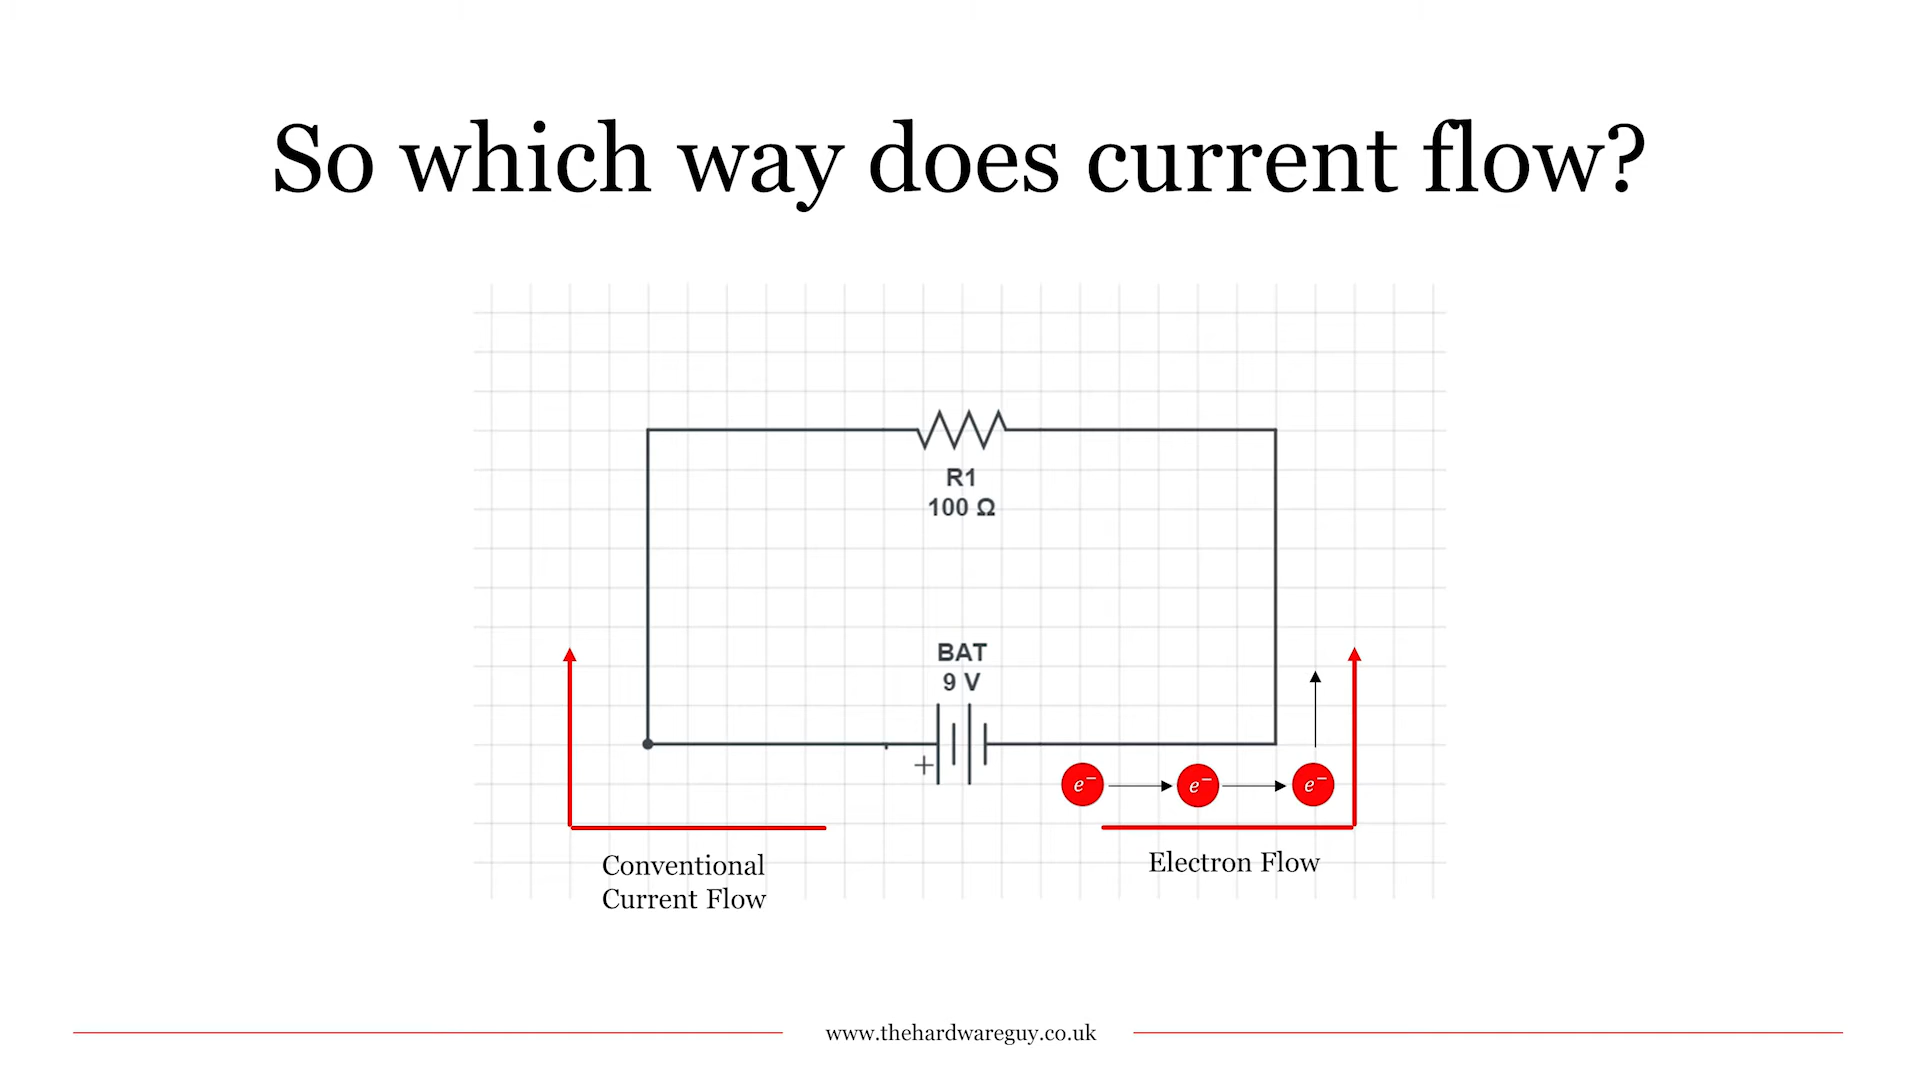 So which way does current flow?
R1
100 Ω
BAT
9 V
+
e⁻ e⁻ e⁻
Conventional
Current Flow
Electron Flow
www.thehardwareguy.co.uk